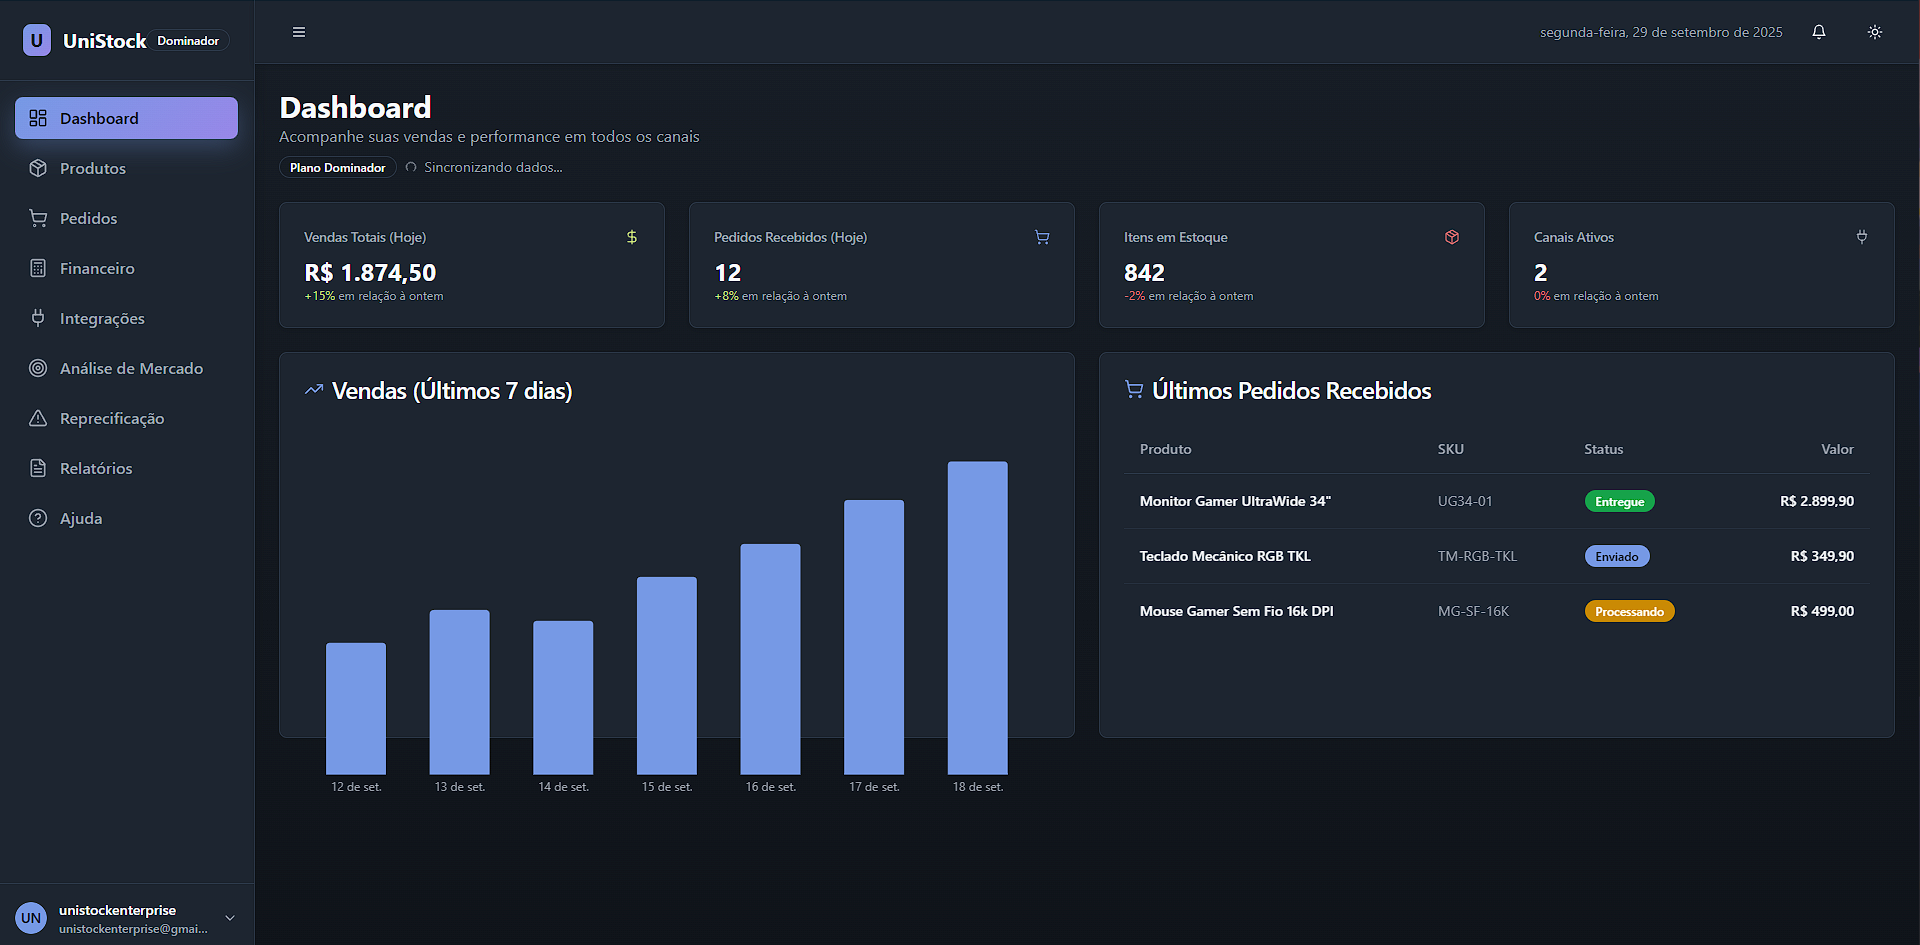 U UniStock Dominador
segunda-feira, 29 de setembro de 2025
Dashboard
Produtos
Pedidos
Financeiro
Integrações
Análise de Mercado
Reprecificação
Relatórios
Ajuda
UN unistockenterprise
unistockenterprise@gmai...
Dashboard
Acompanhe suas vendas e performance em todos os canais
Plano Dominador Sincronizando dados...
Vendas Totais (Hoje)
R$ 1.874,50
+15% em relação à ontem
Pedidos Recebidos (Hoje)
12
+8% em relação à ontem
Itens em Estoque
842
-2% em relação à ontem
Canais Ativos
2
0% em relação à ontem
Vendas (Últimos 7 dias)
12 de set. 13 de set. 14 de set. 15 de set. 16 de set. 17 de set. 18 de set.
Últimos Pedidos Recebidos
Produto SKU Status Valor
Monitor Gamer UltraWide 34" UG34-01 Entregue R$ 2.899,90
Teclado Mecânico RGB TKL TM-RGB-TKL Enviado R$ 349,90
Mouse Gamer Sem Fio 16k DPI MG-SF-16K Processando R$ 499,00